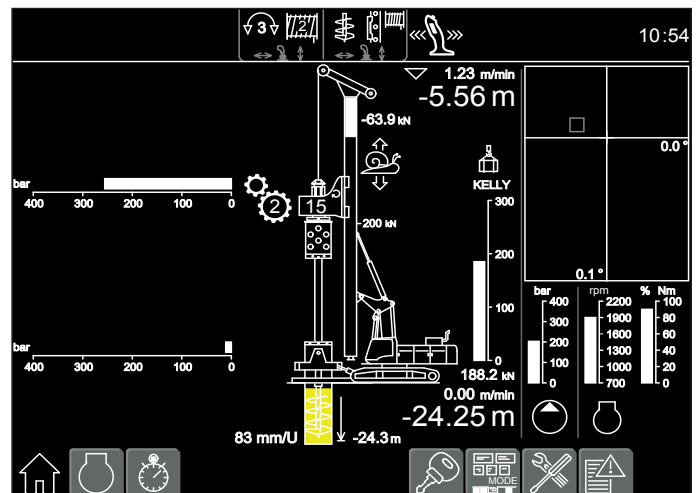 3
2
10:54
1.23 m/min
-5.56 m
-63.9 kN
0.0 °
KELLY
bar
400 300 200 100 0
2
15
300
200 kN
200
0.1 °
bar
rpm
% Nm
400
2200
100
300
1900
80
200
1600
60
1300
40
100
1000
20
0
700
0
100
bar
400 300 200 100 0
0
188.2 kN
0.00 m/min
-24.25 m
83 mm/U
-24.3 m
MODE